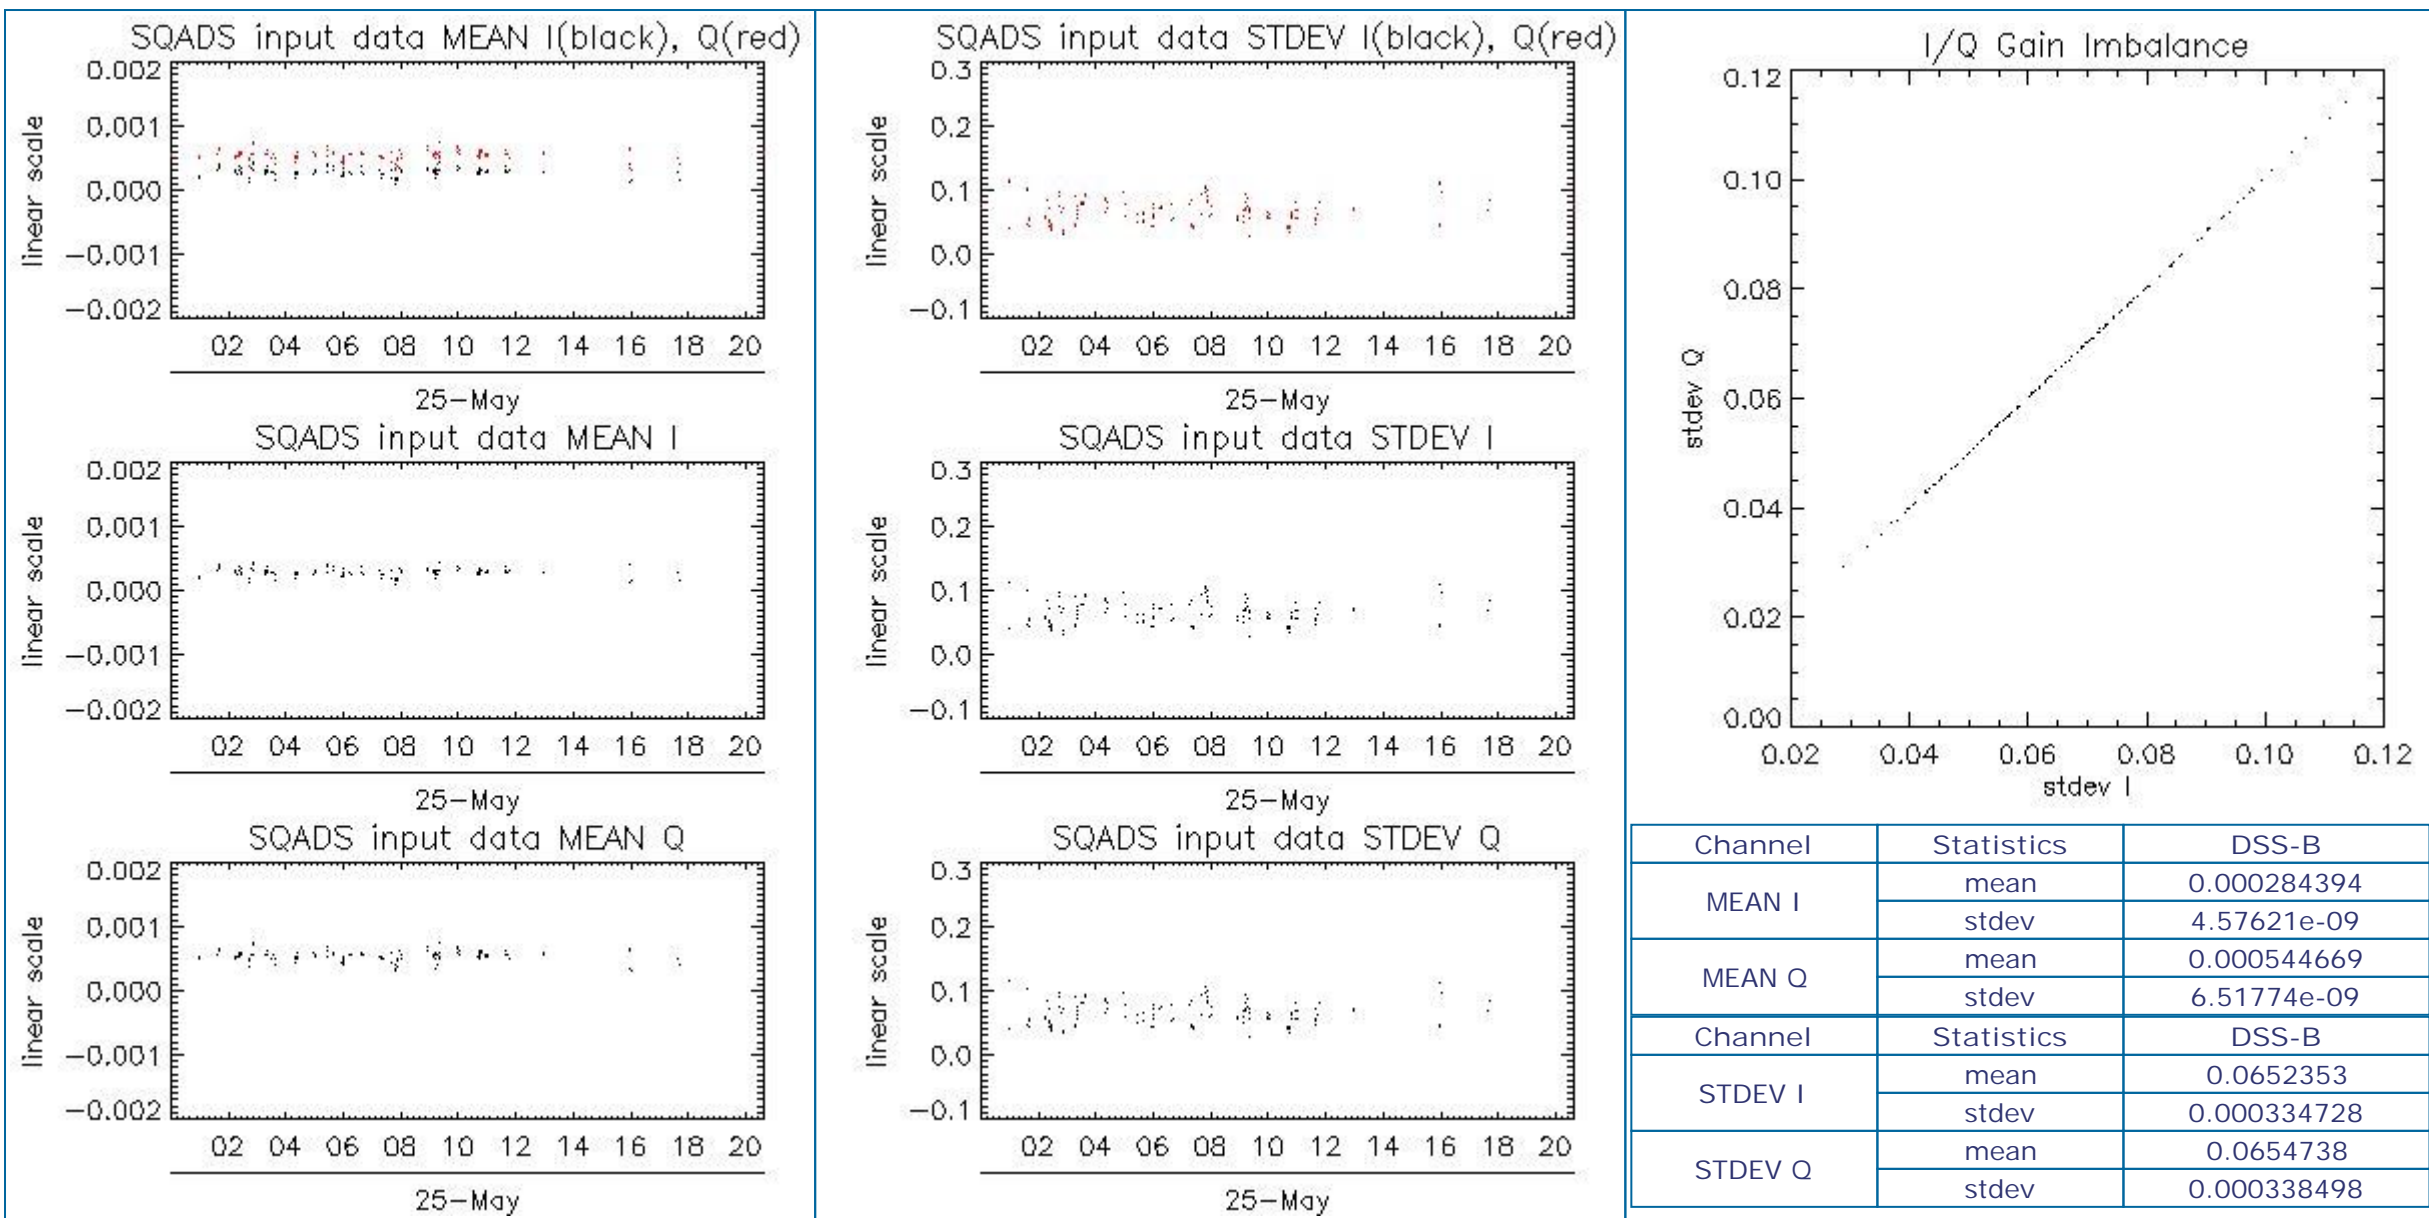 SQADS input data MEAN I(black), Q(red)
0.002
0.001
0.000
-0.001
-0.002
linear scale
02 04 06 08 10 12 14 16 18 20
25-May
SQADS input data MEAN I
0.002
0.001
0.000
-0.001
-0.002
linear scale
02 04 06 08 10 12 14 16 18 20
25-May
SQADS input data MEAN Q
0.002
0.001
0.000
-0.001
-0.002
linear scale
02 04 06 08 10 12 14 16 18 20
25-May
SQADS input data STDEV I(black), Q(red)
0.3
0.2
0.1
0.0
-0.1
linear scale
02 04 06 08 10 12 14 16 18 20
25-May
SQADS input data STDEV I
0.3
0.2
0.1
0.0
-0.1
linear scale
02 04 06 08 10 12 14 16 18 20
25-May
SQADS input data STDEV Q
0.3
0.2
0.1
0.0
-0.1
linear scale
02 04 06 08 10 12 14 16 18 20
25-May
I/Q Gain Imbalance
0.12
0.10
0.08
0.06
0.04
0.02
0.00
stdev Q
0.02 0.04 0.06 0.08 0.10 0.12
stdev I
Channel Statistics DSS-B
MEAN I mean 0.000284394
stdev 4.57621e-09
MEAN Q mean 0.000544669
stdev 6.51774e-09
Channel Statistics DSS-B
STDEV I mean 0.0652353
stdev 0.000334728
STDEV Q mean 0.0654738
stdev 0.000338498